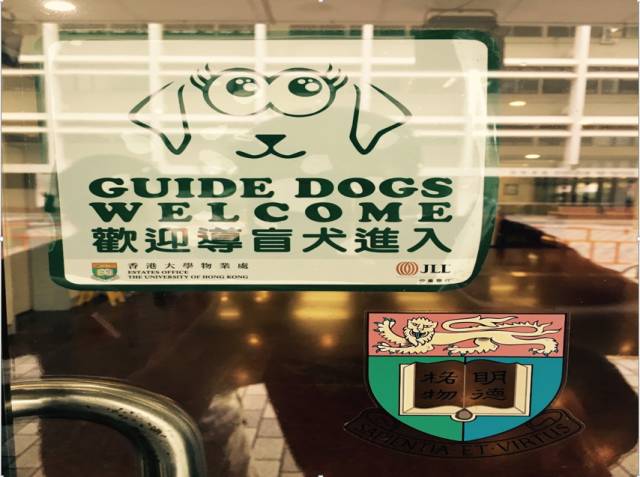 GUIDE DOGS
WELCOME
歡迎導盲犬進入
香港大學物業處
ESTATES OFFICE
THE UNIVERSITY OF HONG KONG
JLL
明德
格物
SAPIENTIA·ET·VIRTUS